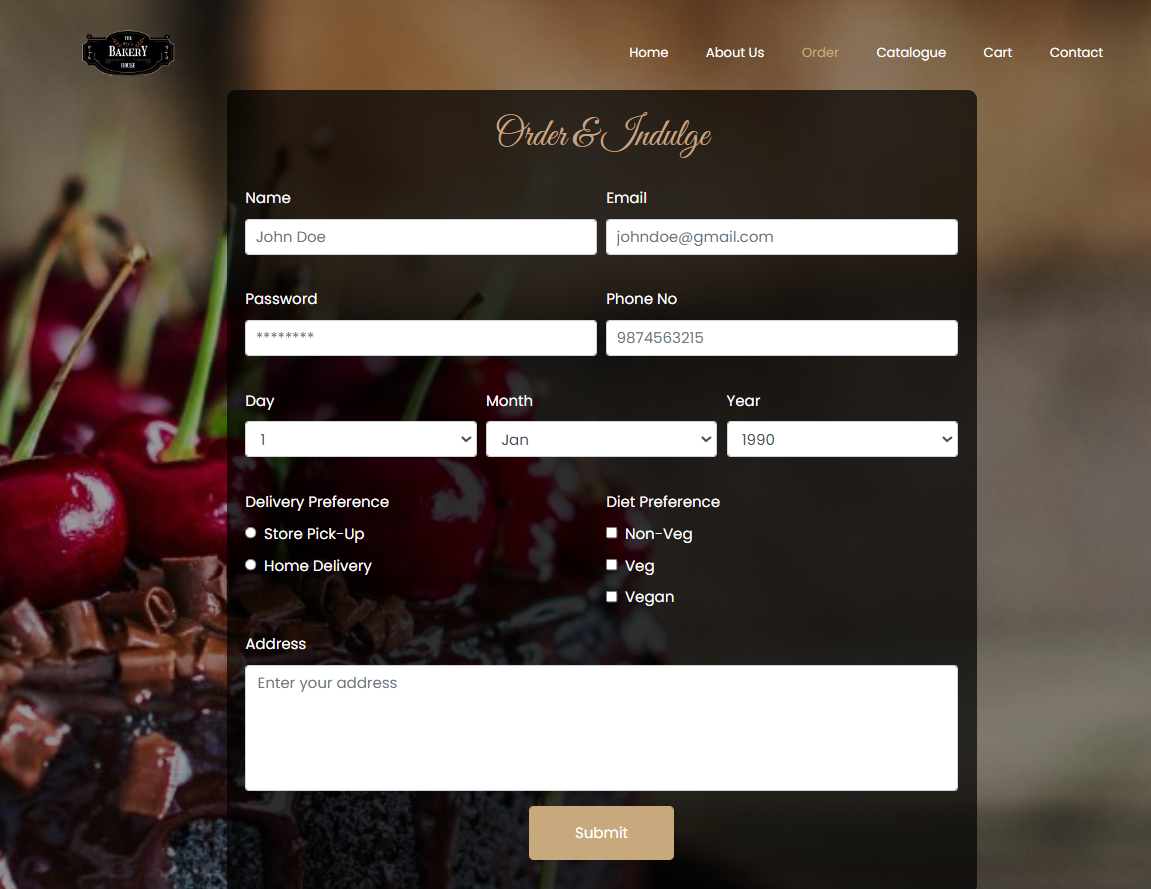 THE
BAKERY
HOUSE
Home About Us Order Catalogue Cart Contact
Order & Indulge
Name Email
John Doe johndoe@gmail.com
Password Phone No
******** 9874563215
Day Month Year
1 Jan 1990
Delivery Preference Diet Preference
Store Pick-Up Non-Veg
Home Delivery Veg
Vegan
Address
Enter your address
Submit